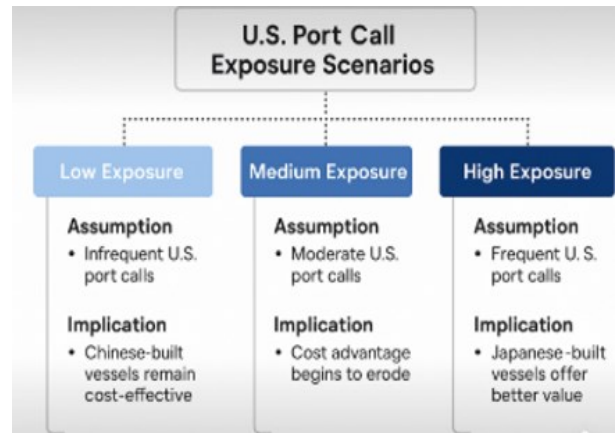 U.S. Port Call
Exposure Scenarios
Low Exposure
Assumption
• Infrequent U.S.
port calls
Implication
• Chinese-built
vessels remain
cost-effective
Medium Exposure
Assumption
• Moderate U.S.
port calls
Implication
• Cost advantage
begins to erode
High Exposure
Assumption
• Frequent U. S.
port calls
Implication
• Japanese-built
vessels offer
better value